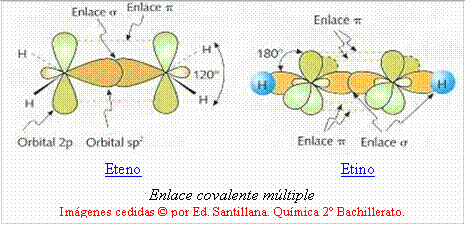 Enlace σ
Enlace π
H
H
120°
H
H
Orbital 2p
Orbital sp²
Eteno
Enlace π
180°
H
H
Enlace π
Enlace σ
Etino
Enlace covalente múltiple
Imágenes cedidas © por Ed. Santillana. Química 2º Bachillerato.